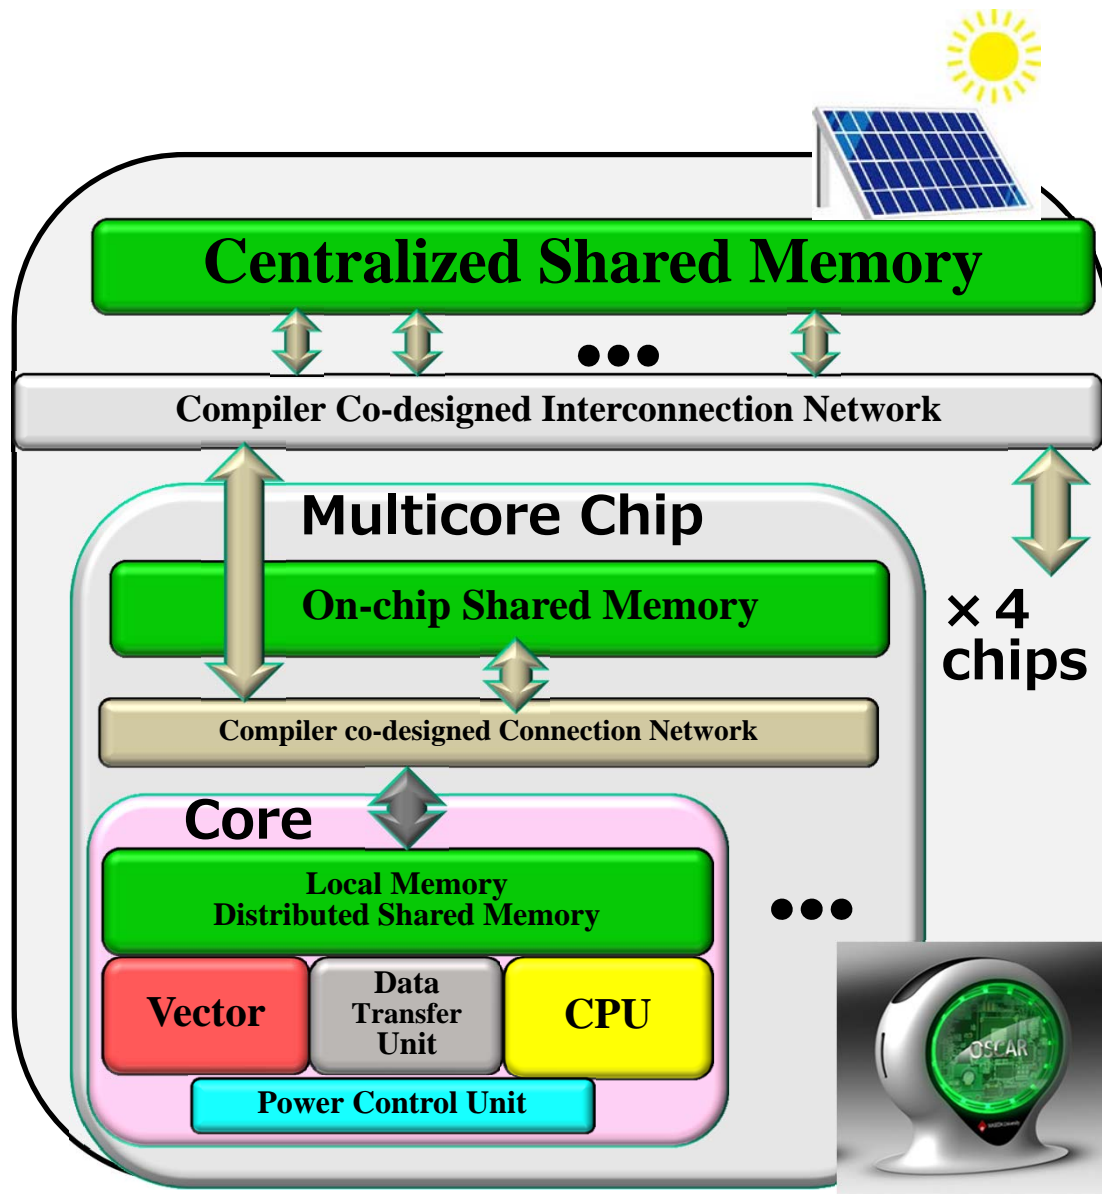 Centralized Shared Memory
•••
Compiler Co-designed Interconnection Network
Multicore Chip
On-chip Shared Memory
×4
chips
Compiler co-designed Connection Network
Core
Local Memory
Distributed Shared Memory
•••
Vector
Data
Transfer
Unit
CPU
Power Control Unit
OSCAR